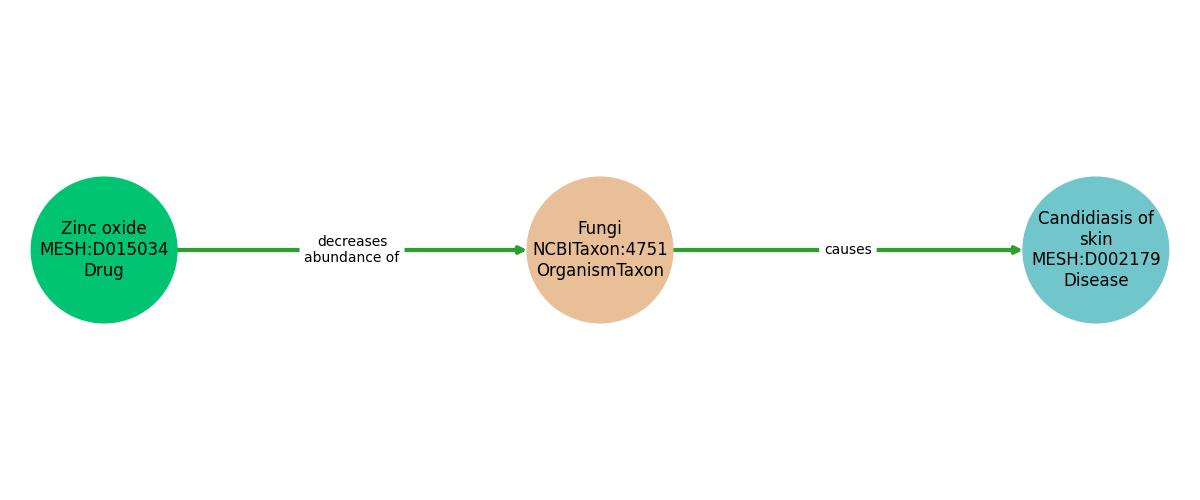 Zinc oxide
MESH:D015034
Drug
decreases
abundance of
Fungi
NCBITaxon:4751
OrganismTaxon
causes
Candidiasis of
skin
MESH:D002179
Disease